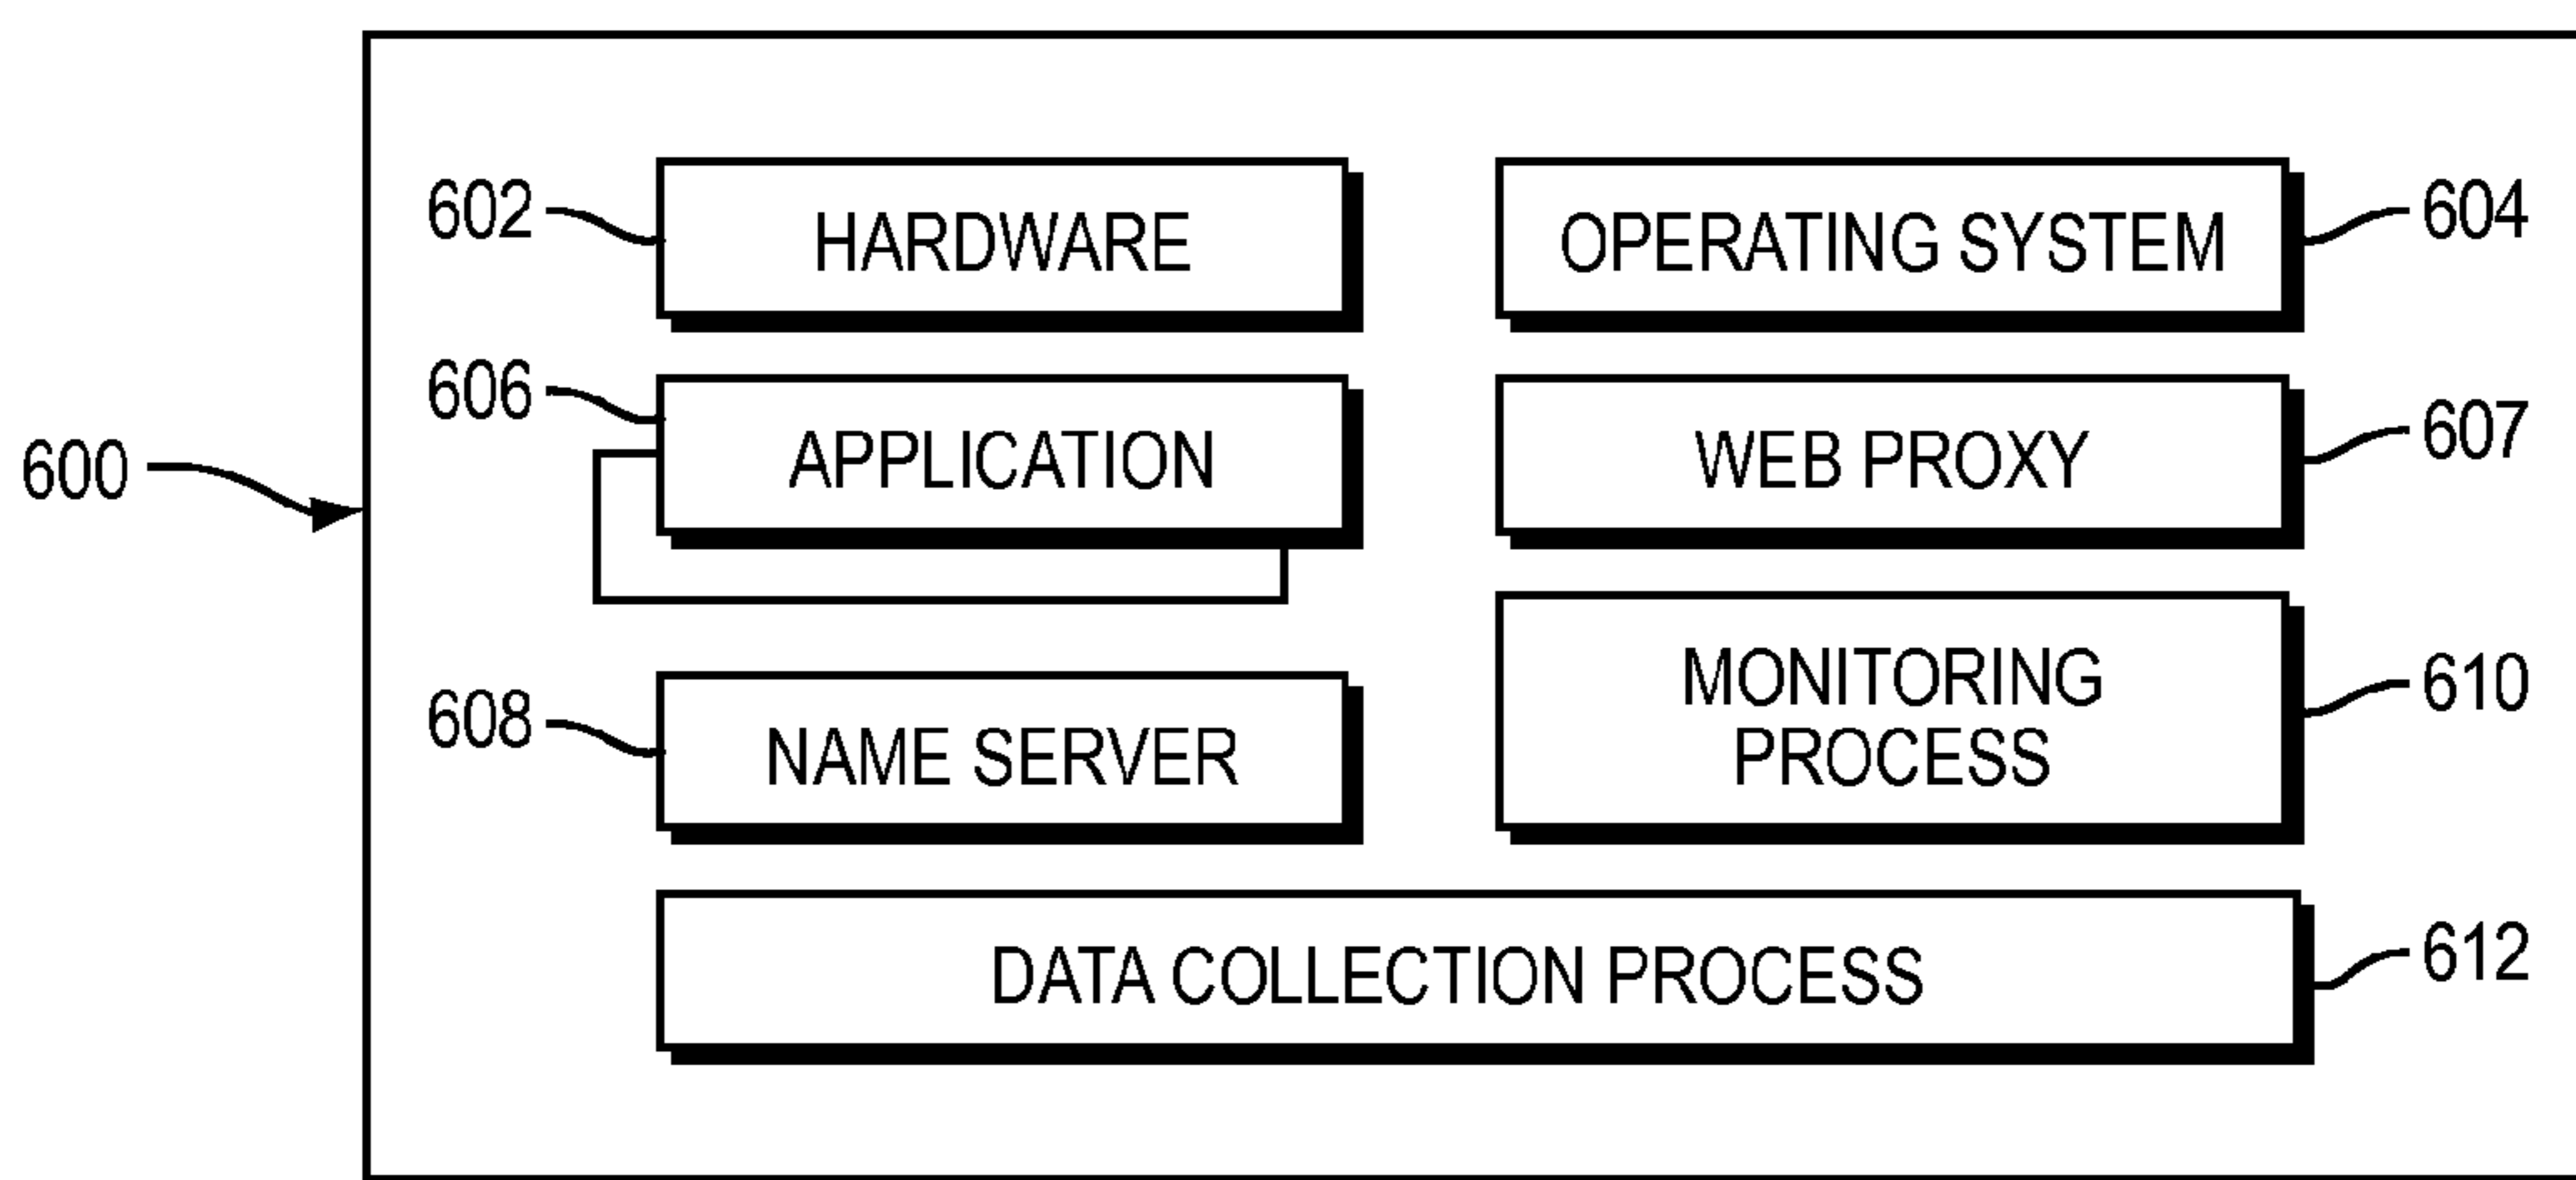 602
HARDWARE
OPERATING SYSTEM
604
606
APPLICATION
WEB PROXY
607
600
608
NAME SERVER
MONITORING
PROCESS
610
DATA COLLECTION PROCESS
612